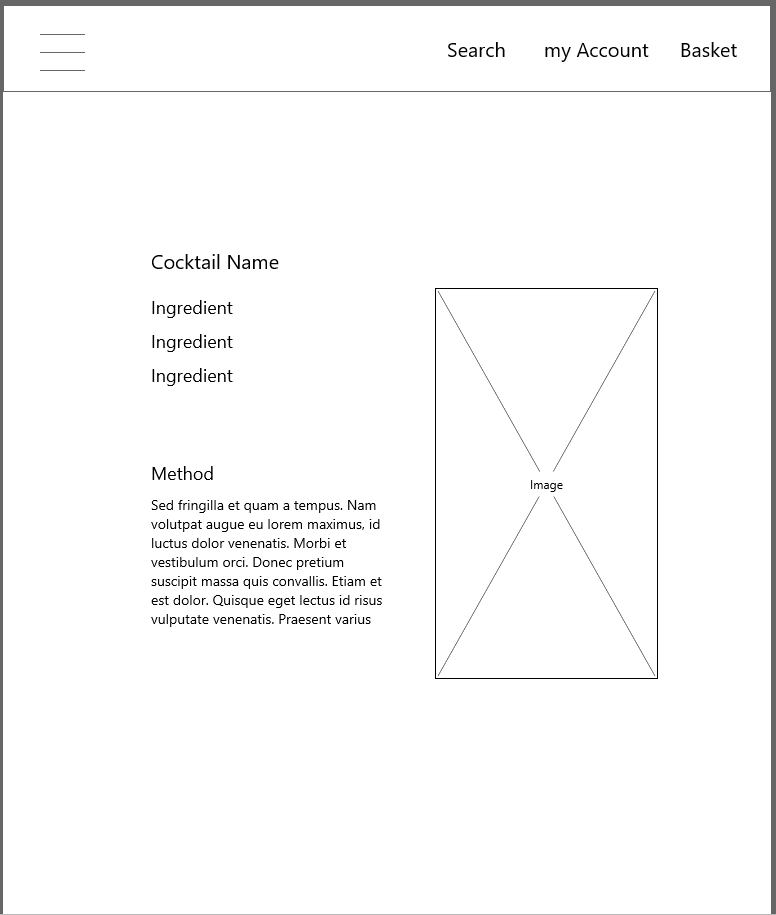 Search my Account Basket
Cocktail Name
Ingredient
Ingredient
Ingredient
Method
Sed fringilla et quam a tempus. Nam
volutpat augue eu lorem maximus, id
luctus dolor venenatis. Morbi et
vestibulum orci. Donec pretium
suscipit massa quis convallis. Etiam et
est dolor. Quisque eget lectus id risus
vulputate venenatis. Praesent varius
Image